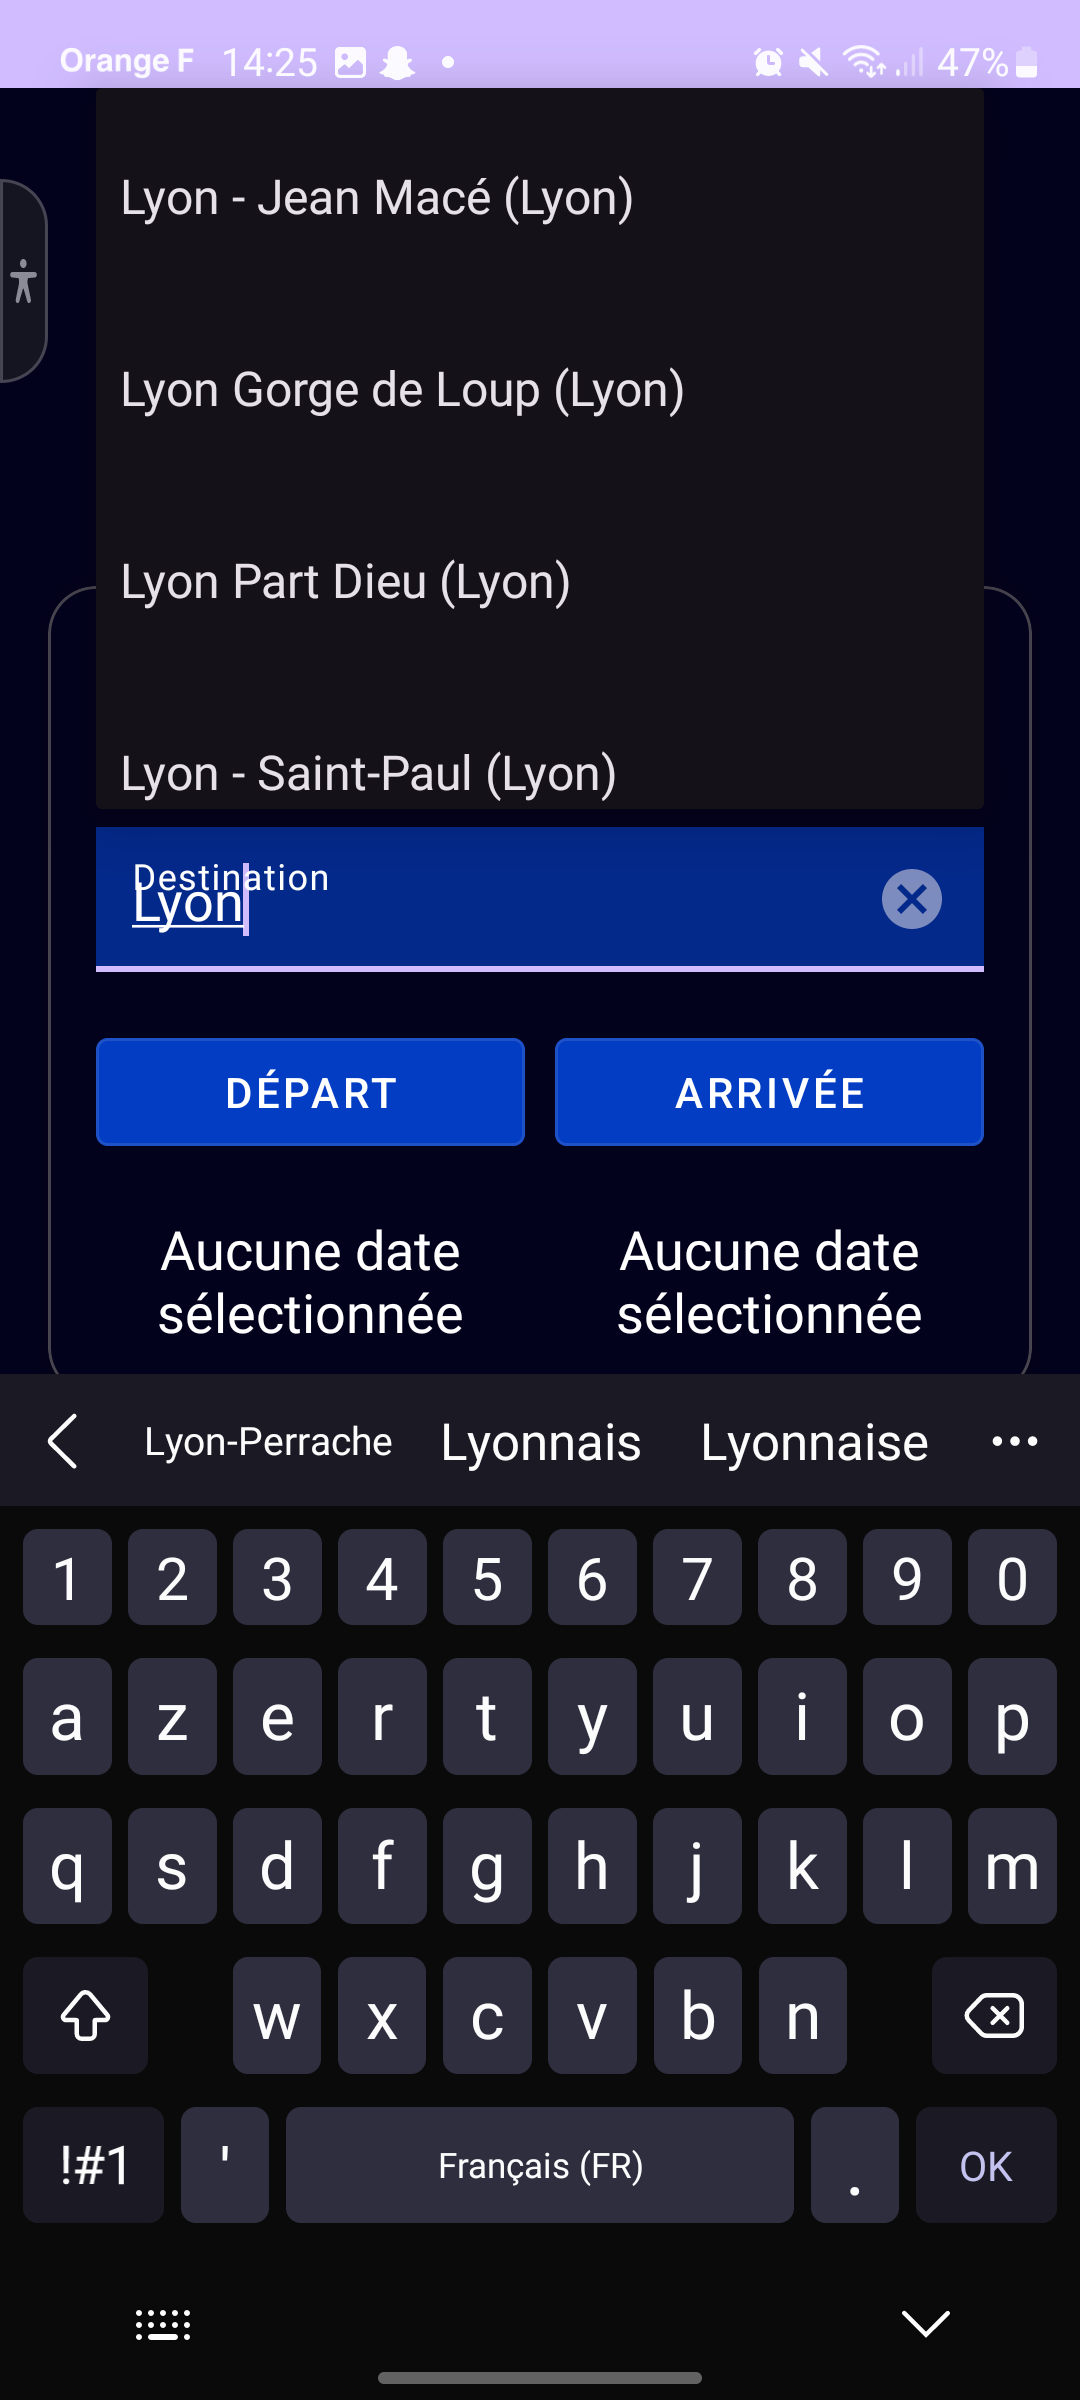 Orange F 14:25 47%
Lyon - Jean Macé (Lyon)
Lyon Gorge de Loup (Lyon)
Lyon Part Dieu (Lyon)
Lyon - Saint-Paul (Lyon)
Destination
Lyon
DÉPART ARRIVÉE
Aucune date Aucune date
sélectionnée sélectionnée
Lyon-Perrache Lyonnais Lyonnaise
1 2 3 4 5 6 7 8 9 0
a z e r t y u i o p
q s d f g h j k l m
w x c v b n
!#1 ' Français (FR) . OK